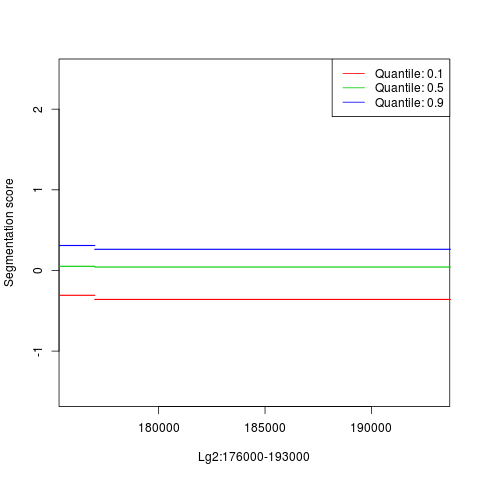 Quantile: 0.1
Quantile: 0.5
Quantile: 0.9
Segmentation score
2
1
0
-1
180000 185000 190000
Lg2:176000-193000